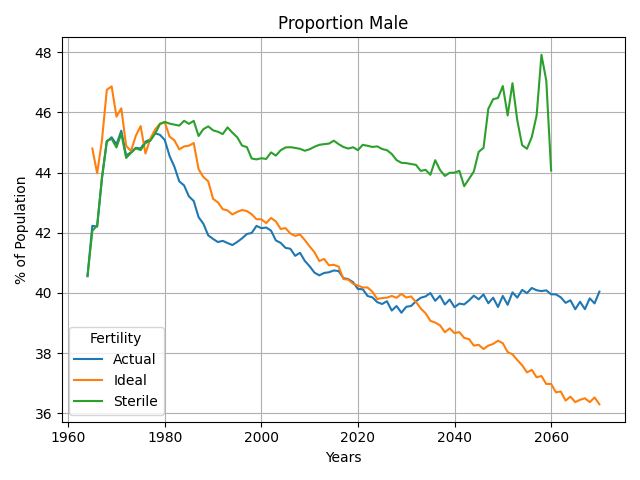 Proportion Male
% of Population
48
46
44
42
40
38
36
Fertility
Actual
Ideal
Sterile
1960 1980 2000 2020 2040 2060
Years